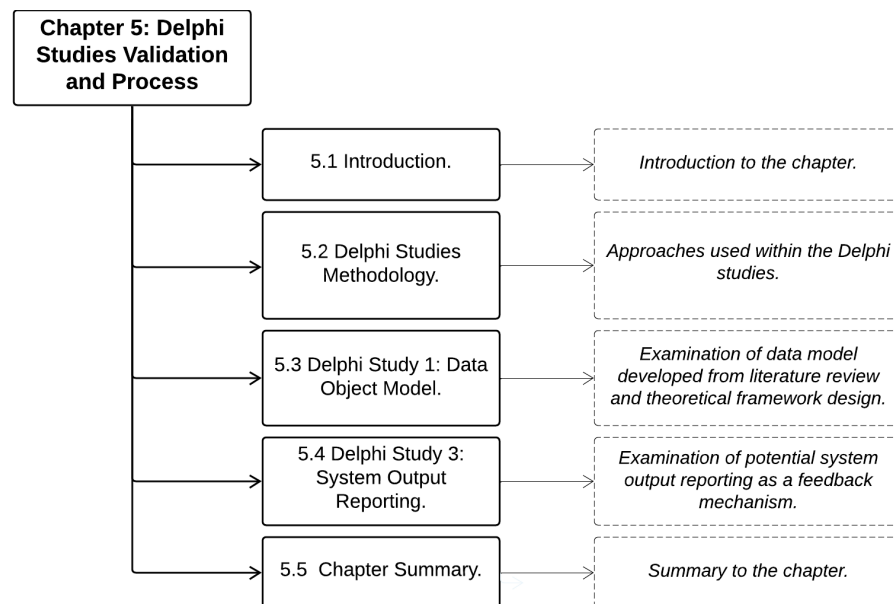 Chapter 5: Delphi
Studies Validation
and Process
5.1 Introduction.
Introduction to the chapter.
5.2 Delphi Studies
Methodology.
Approaches used within the Delphi
studies.
5.3 Delphi Study 1: Data
Object Model.
Examination of data model
developed from literature review
and theoretical framework design.
5.4 Delphi Study 3:
System Output
Reporting.
Examination of potential system
output reporting as a feedback
mechanism.
5.5  Chapter Summary.
Summary to the chapter.